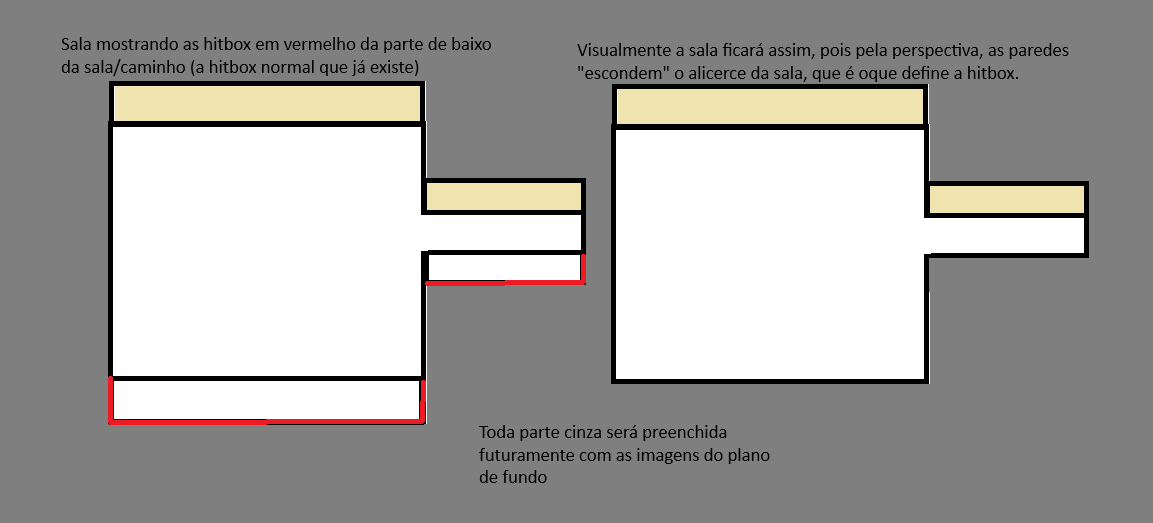 Sala mostrando as hitbox em vermelho da parte de baixo
da sala/caminho (a hitbox normal que já existe)
Visualmente a sala ficará assim, pois pela perspectiva, as paredes
"escondem" o alicerce da sala, que é oque define a hitbox.
Toda parte cinza será preenchida
futuramente com as imagens do plano
de fundo